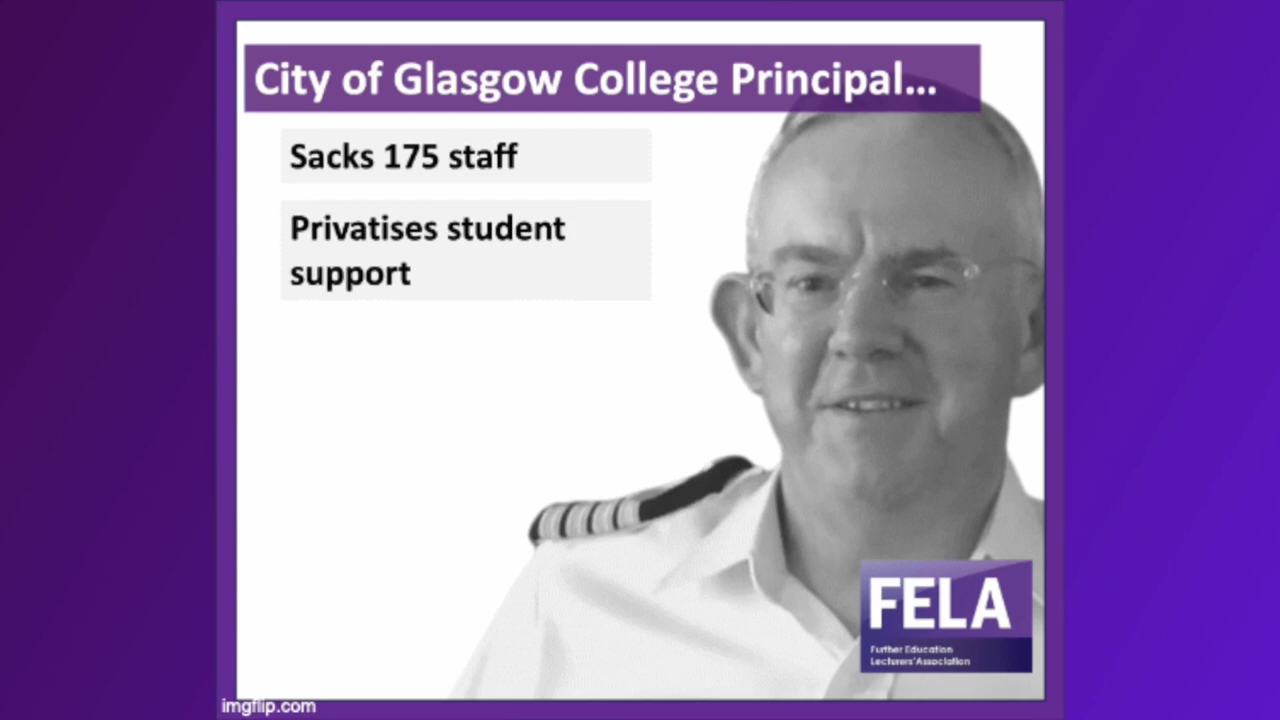 City of Glasgow College Principal...
Sacks 175 staff
Privatises student
support
FELA
Further Education
Lecturers'Association
imgflip.com